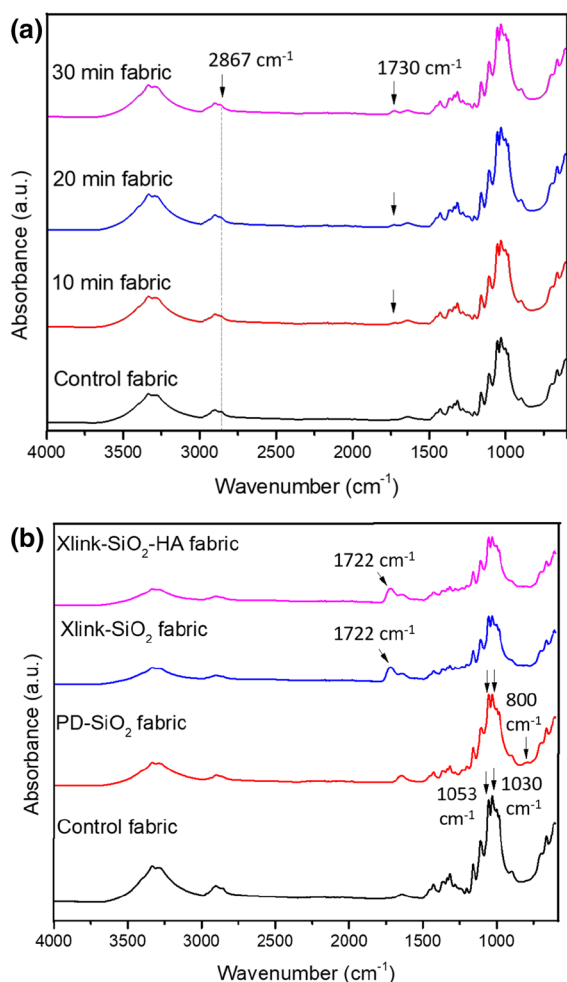 (a)
30 min fabric
2867 cm⁻¹
1730 cm⁻¹
20 min fabric
10 min fabric
Control fabric
Absorbance (a.u.)
4000 3500 3000 2500 2000 1500 1000
Wavenumber (cm⁻¹)
(b)
Xlink-SiO₂-HA fabric
1722 cm⁻¹
Xlink-SiO₂ fabric
1722 cm⁻¹
PD-SiO₂ fabric
800
cm⁻¹
1053
cm⁻¹
1030
cm⁻¹
Control fabric
Absorbance (a.u.)
4000 3500 3000 2500 2000 1500 1000
Wavenumber (cm⁻¹)